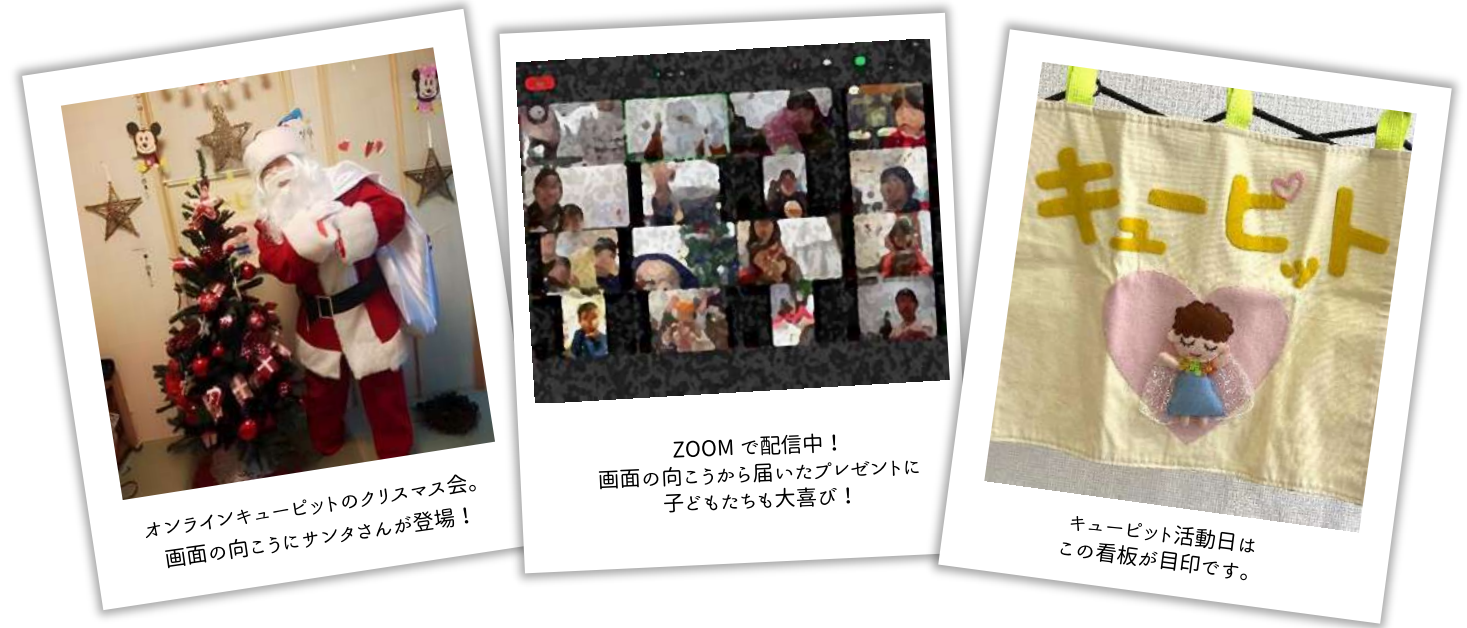 オンラインキューピットのクリスマス会。
画面の向こうにサンタさんが登場！
ZOOM で配信中！
画面の向こうから届いたプレゼントに
子どもたちも大喜び！
キューピット
キューピット活動日は
この看板が目印です。